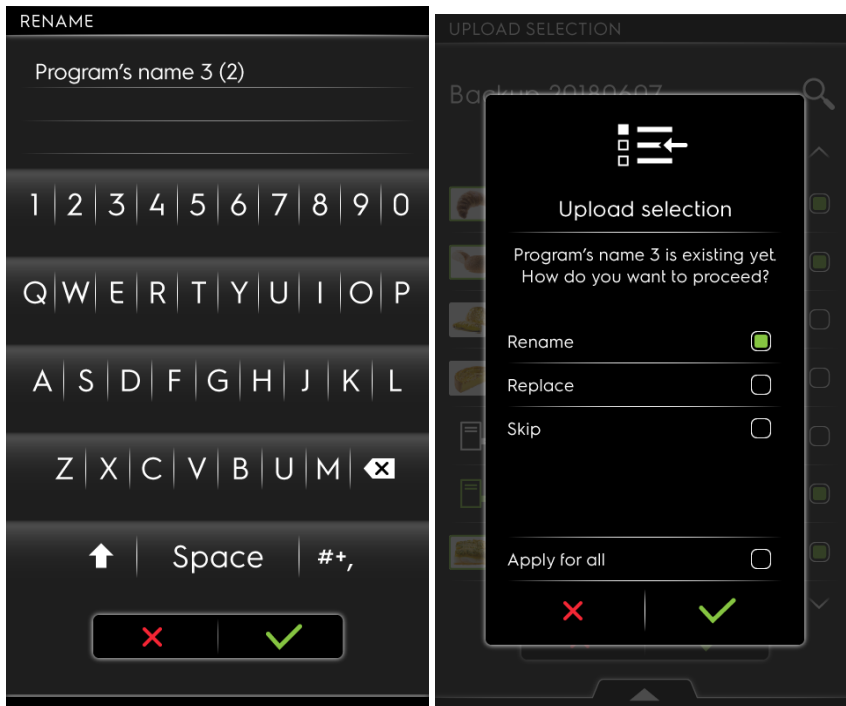 RENAME
Program's name 3 (2)
1 2 3 4 5 6 7 8 9 0
Q W E R T Y U I O P
A S D F G H J K L
Z X C V B U M
Space #+,
UPLOAD SELECTION
Backup 20180607
Upload selection
Program's name 3 is existing yet.
How do you want to proceed?
Rename
Replace
Skip
Apply for all